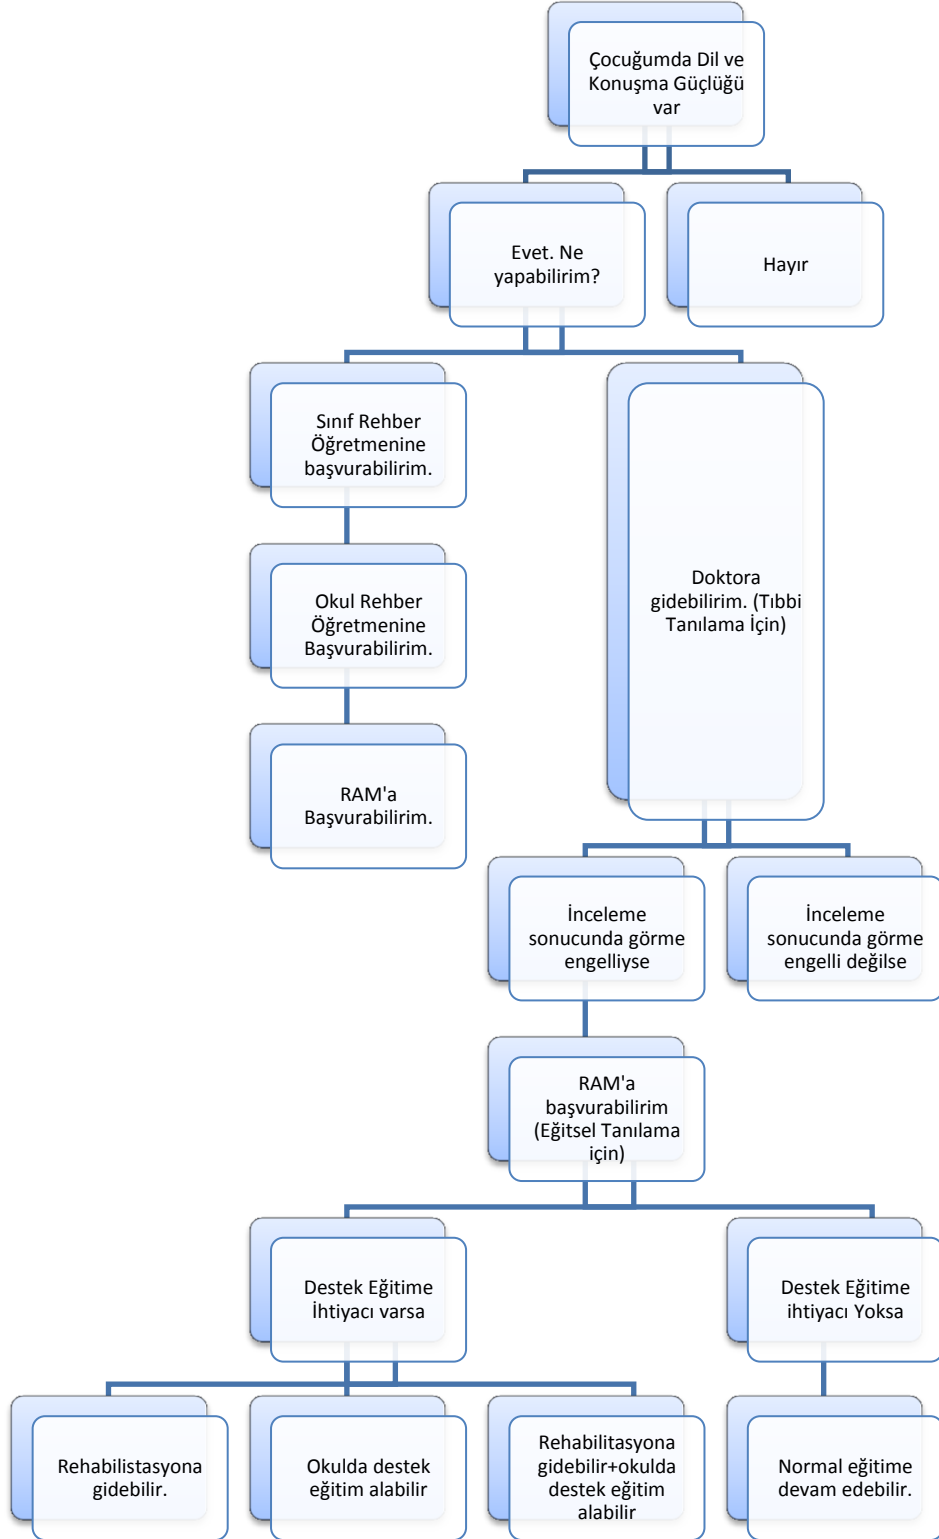 Çocuğumda Dil ve
Konuşma Güçlüğü
var
Evet. Ne
yapabilirim?
Hayır
Sınıf Rehber
Öğretmenine
başvurabilirim.
Doktora
gidebilirim. (Tıbbi
Tanılama İçin)
Okul Rehber
Öğretmenine
Başvurabilirim.
RAM'a
Başvurabilirim.
İnceleme
sonucunda görme
engelliyse
İnceleme
sonucunda görme
engelli değilse
RAM'a
başvurabilirim
(Eğitsel Tanılama
için)
Destek Eğitime
İhtiyacı varsa
Destek Eğitime
ihtiyacı Yoksa
Rehabilistasyona
gidebilir.
Okulda destek
eğitim alabilir
Rehabilitasyona
gidebilir+okulda
destek eğitim
alabilir
Normal eğitime
devam edebilir.